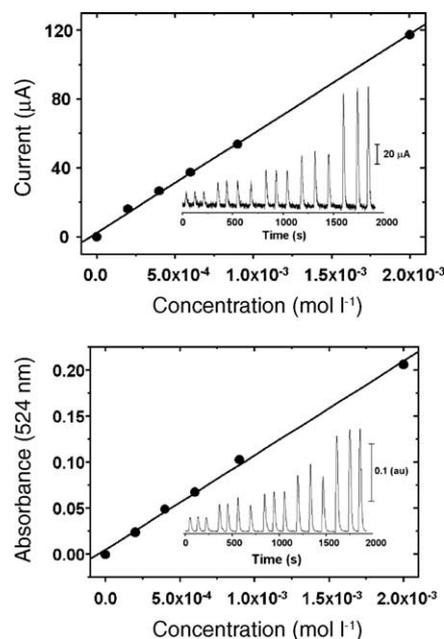 120
80
40
0
Current (μA)
20 μA
0 500 1000 1500 2000
Time (s)
0.0 5.0x10⁻⁴ 1.0x10⁻³ 1.5x10⁻³ 2.0x10⁻³
Concentration (mol l⁻¹)
0.20
0.15
0.10
0.05
0.00
Absorbance (524 nm)
0.1 (au)
0 500 1000 1500 2000
Time (s)
0.0 5.0x10⁻⁴ 1.0x10⁻³ 1.5x10⁻³ 2.0x10⁻³
Concentration (mol l⁻¹)